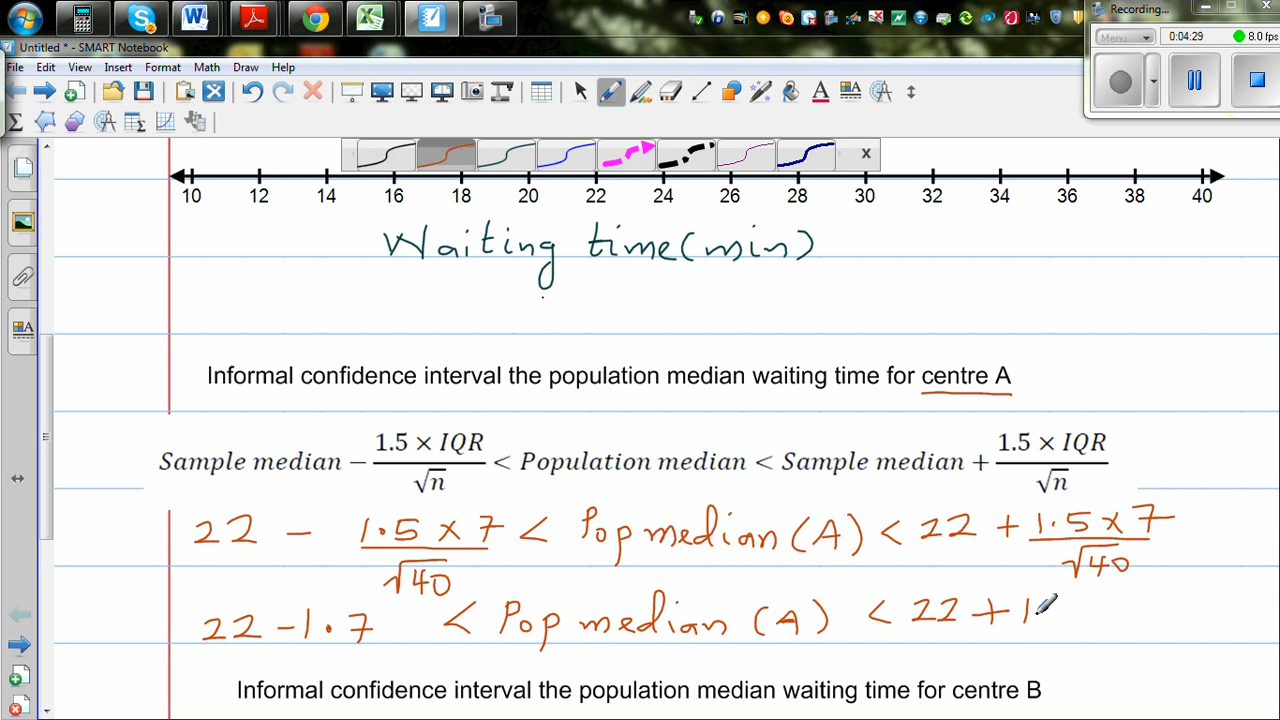 Recording...
Untitled * - SMART Notebook
Menu
0:04:29
8.0 fps
File Edit View Insert Format Math Draw Help
x
10 12 14 16 18 20 22 24 26 28 30 32 34 36 38 40
Waiting time(min)
Informal confidence interval the population median waiting time for centre A
Sample median − 1.5 × IQR / √n < Population median < Sample median + 1.5 × IQR / √n
22 − 1.5 × 7 / √40 < Pop median (A) < 22 + 1.5 × 7 / √40
22 − 1.7 < Pop median (A) < 22 + 1
Informal confidence interval the population median waiting time for centre B